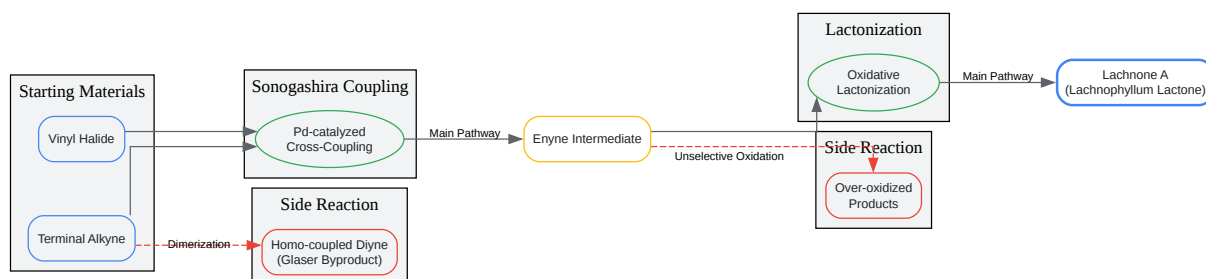 Starting Materials
Vinyl Halide
Terminal Alkyne
Sonogashira Coupling
Pd-catalyzed
Cross-Coupling
Side Reaction
Dimerization
Homo-coupled Diyne
(Glaser Byproduct)
Main Pathway
Enyne Intermediate
Unselective Oxidation
Lactonization
Oxidative
Lactonization
Side Reaction
Over-oxidized
Products
Main Pathway
Lachnone A
(Lachnophyllum Lactone)